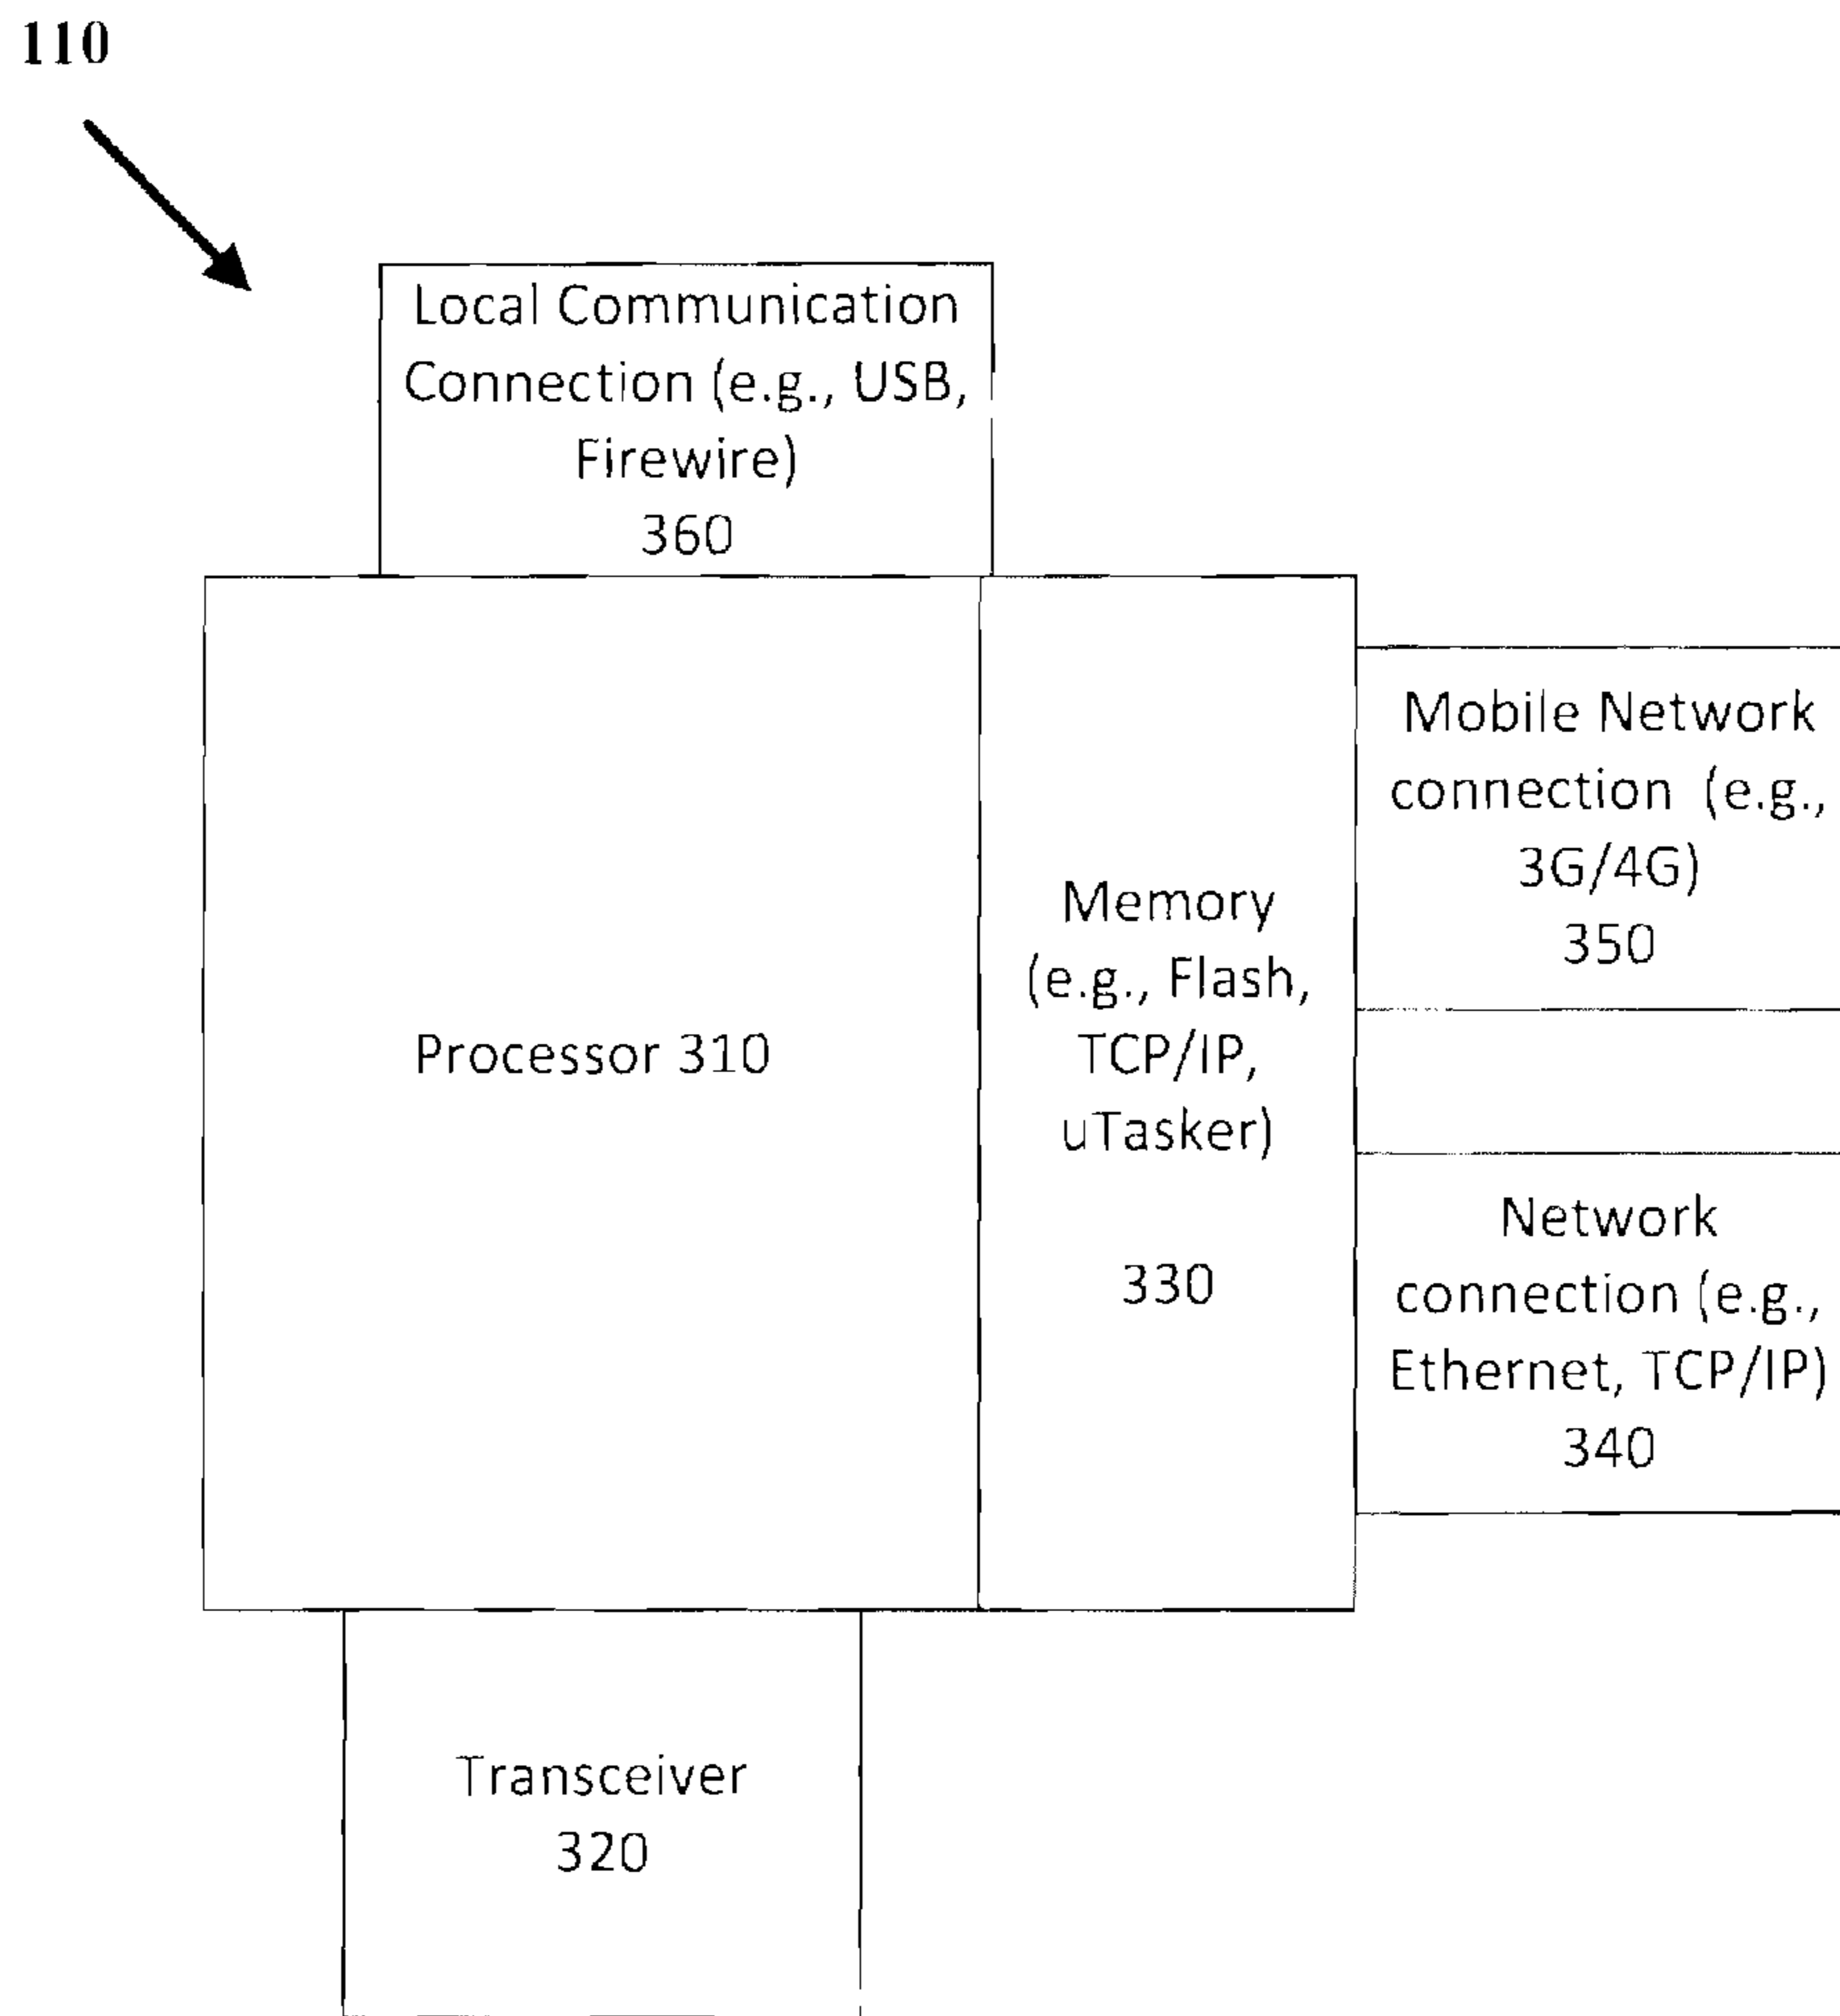 110
Local Communication
Connection (e.g., USB,
Firewire)
360
Mobile Network
connection (e.g.,
3G/4G)
350
Memory
(e.g., Flash,
TCP/IP,
uTasker)
330
Processor 310
Network
connection (e.g.,
Ethernet, TCP/IP)
340
Transceiver
320